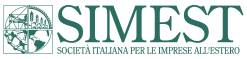 SIMEST
SOCIETÀ ITALIANA PER LE IMPRESE ALL'ESTERO